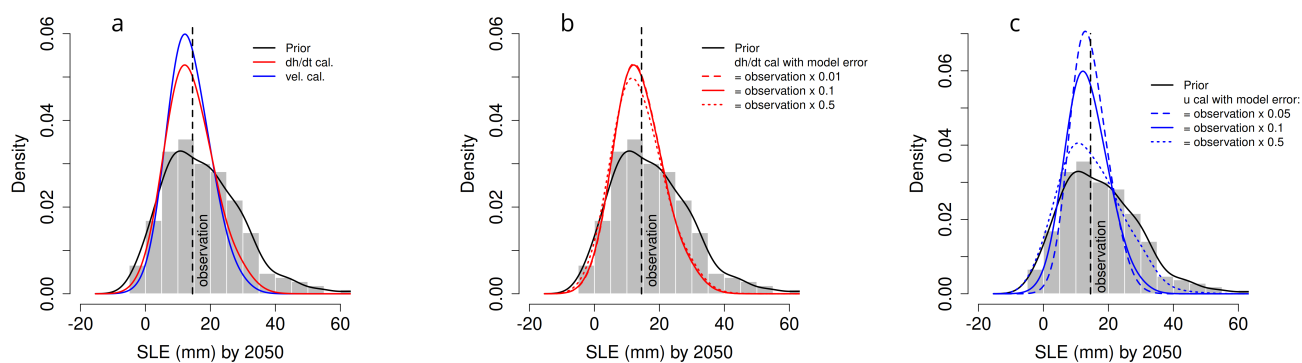 a
Density
0.00 0.02 0.04 0.06
Prior
dh/dt cal.
vel. cal.
observation
-20 0 20 40 60
SLE (mm) by 2050
b
Density
0.00 0.02 0.04 0.06
Prior
dh/dt cal with model error
= observation x 0.01
= observation x 0.1
= observation x 0.5
observation
-20 0 20 40 60
SLE (mm) by 2050
c
Density
0.00 0.02 0.04 0.06
Prior
u cal with model error:
= observation x 0.05
= observation x 0.1
= observation x 0.5
observation
-20 0 20 40 60
SLE (mm) by 2050